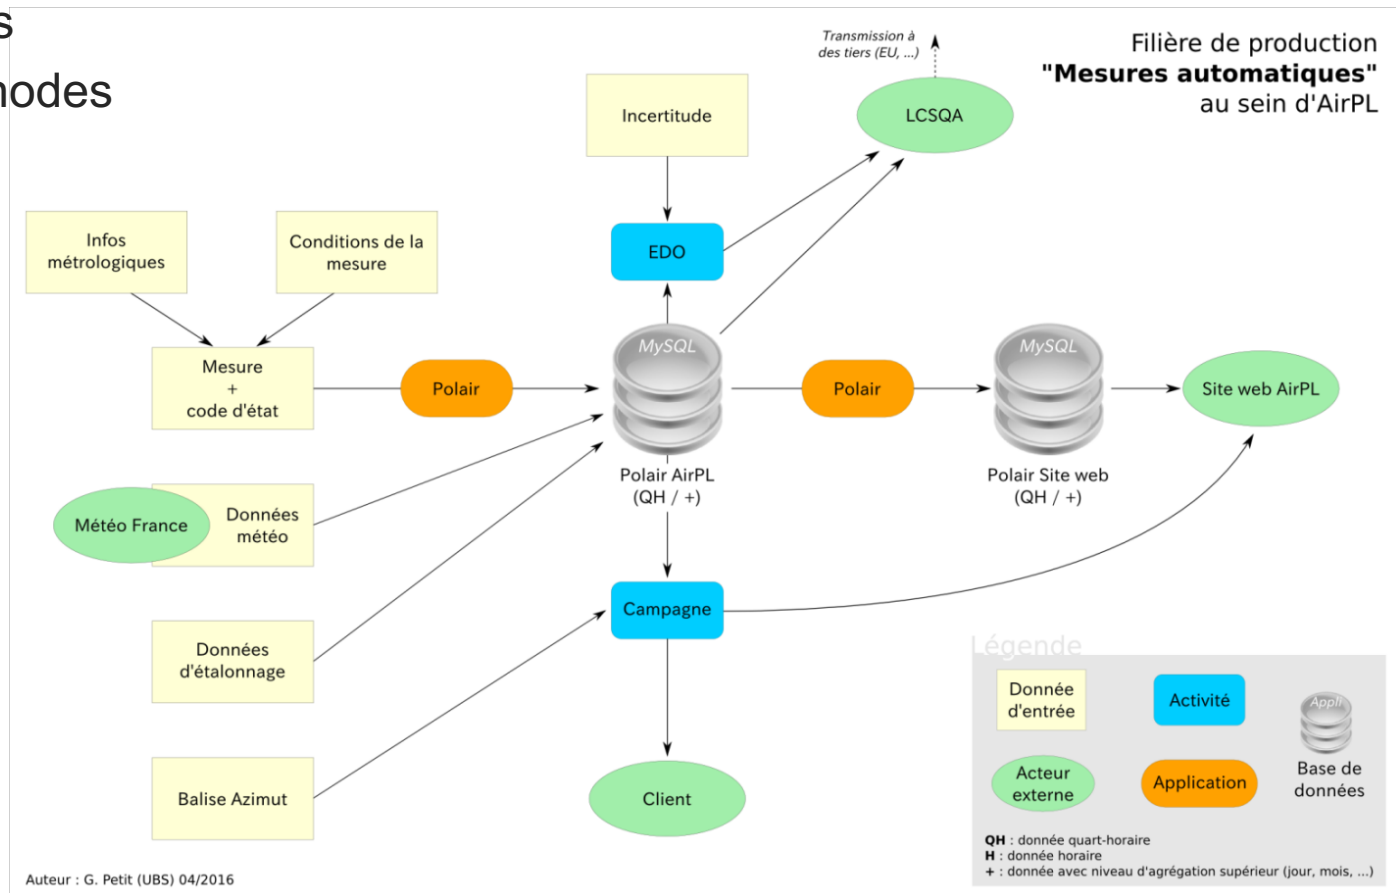 s
nodes
Filière de production
"Mesures automatiques"
au sein d'AirPL
Transmission à
des tiers (EU, ...)
LCSQA
Incertitude
EDO
Infos
métrologiques
Conditions de la
mesure
Mesure
+
code d'état
Polair
MySQL
Polair AirPL
(QH / +)
Polair
MySQL
Polair Site web
(QH / +)
Site web AirPL
Météo France
Données
météo
Données
d'étalonnage
Balise Azimut
Campagne
Client
Légende
Donnée
d'entrée
Activité
Appli
Base de
données
Acteur
externe
Application
QH : donnée quart-horaire
H : donnée horaire
+ : donnée avec niveau d'agrégation supérieur (jour, mois, ...)
Auteur : G. Petit (UBS) 04/2016